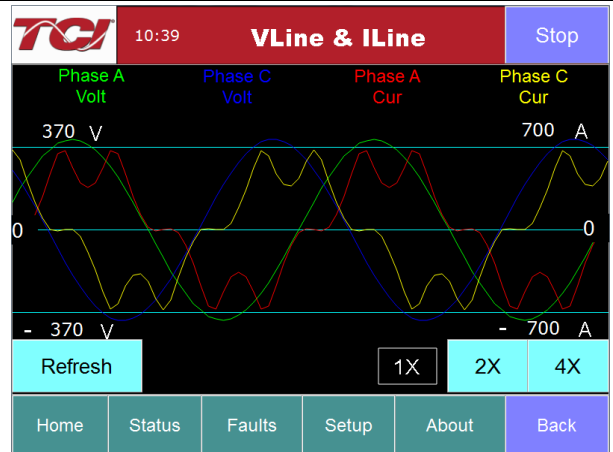 TCI 10:39 VLine & ILine Stop
Phase A Phase C Phase A Phase C
Volt Volt Cur Cur
370 V 700 A
0 0
- 370 V - 700 A
Refresh 1X 2X 4X
Home Status Faults Setup About Back